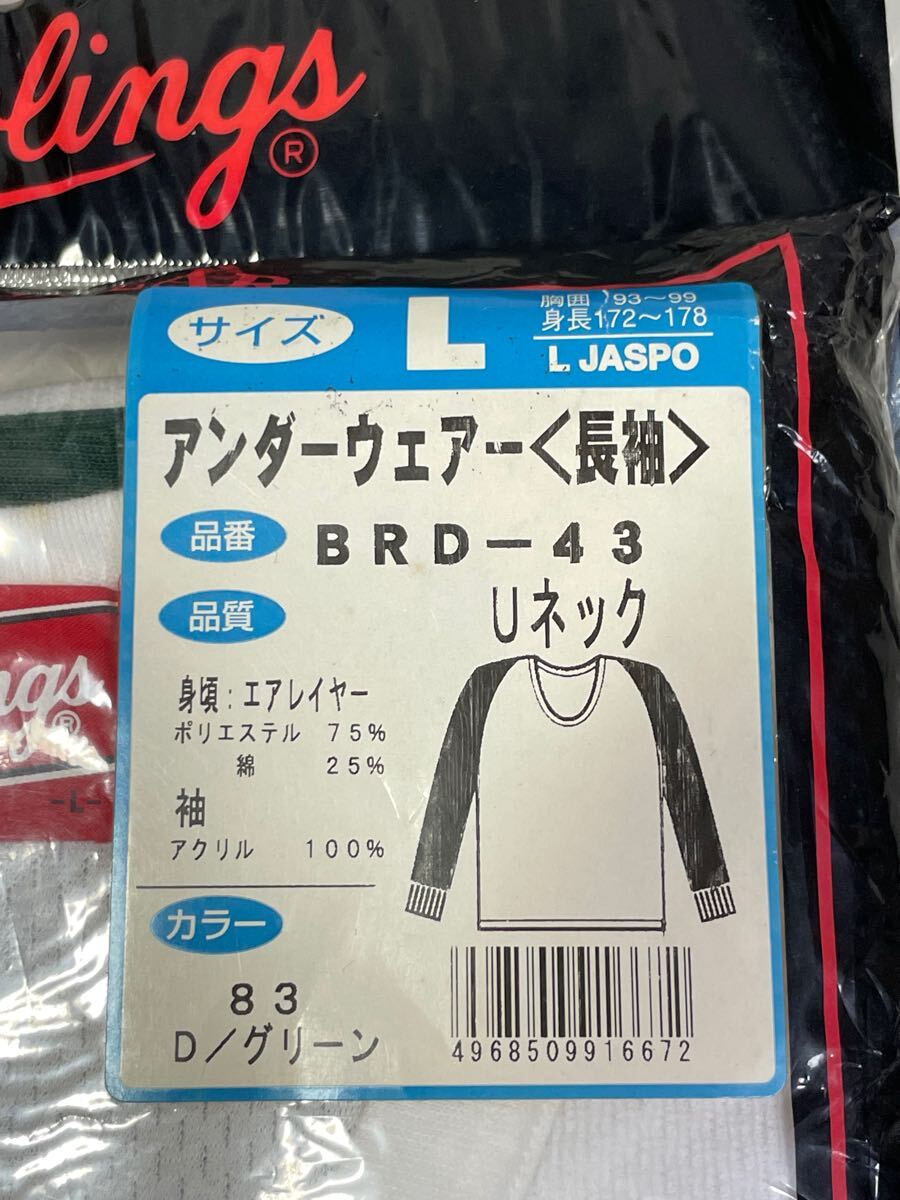 lings®
サイズ
L
胸囲 93～99
身長172～178
L JASPO
アンダーウェアー<長袖>
品番 BRD-43
品質 Uネック
身頃:エアレイヤー
ポリエステル 75%
綿 25%
袖
アクリル 100%
カラー
83
D/グリーン
4968509916672
ngs
®
-L-